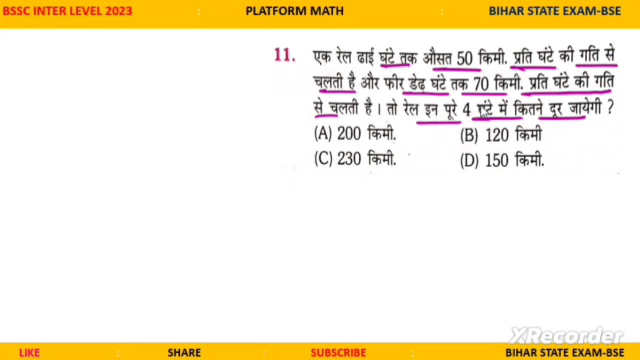 BSSC INTER LEVEL 2023 : PLATFORM MATH : BIHAR STATE EXAM-BSE
11. एक रेल ढाई घंटे तक औसत 50 किमी. प्रति घंटे की गति से
चलती है और फीर डेढ़ घंटे तक 70 किमी. प्रति घंटे की गति
से चलती है। तो रेल इन पूरे 4 घंटे में कितने दूर जायेगी ?
(A) 200 किमी. (B) 120 किमी
(C) 230 किमी. (D) 150 किमी.
XRecorder
LIKE : SHARE : SUBSCRIBE : BIHAR STATE EXAM-BSE